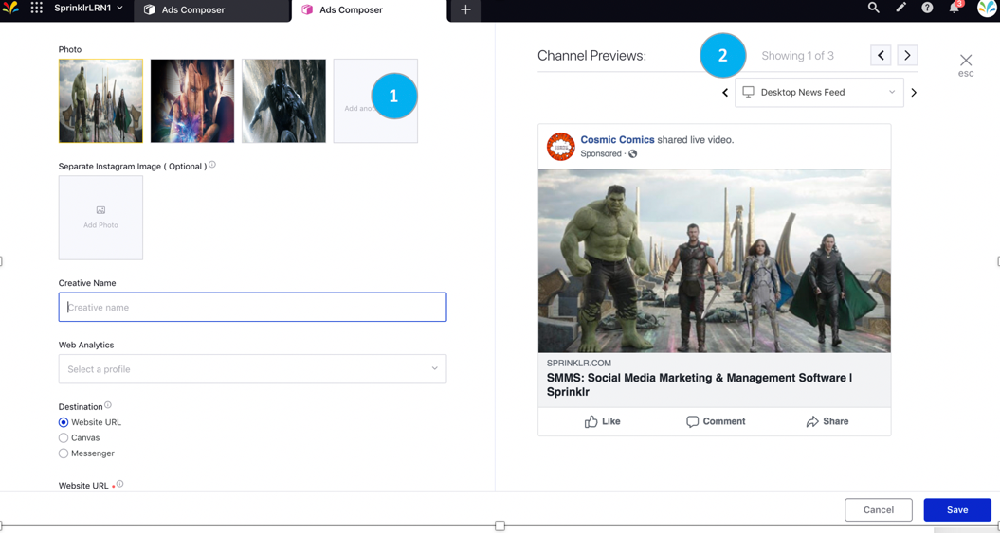 SprinklrLRN1
Ads Composer
Ads Composer
3
Photo
Add anot
1
Separate Instagram Image ( Optional )
Add Photo
Creative Name
Creative name
Web Analytics
Select a profile
Destination
Website URL
Canvas
Messenger
Website URL *
Channel Previews:
2
Showing 1 of 3
esc
Desktop News Feed
Cosmic Comics shared live video.
Sponsored ·
SPRINKLR.COM
SMMS: Social Media Marketing & Management Software |
Sprinklr
Like
Comment
Share
Cancel
Save